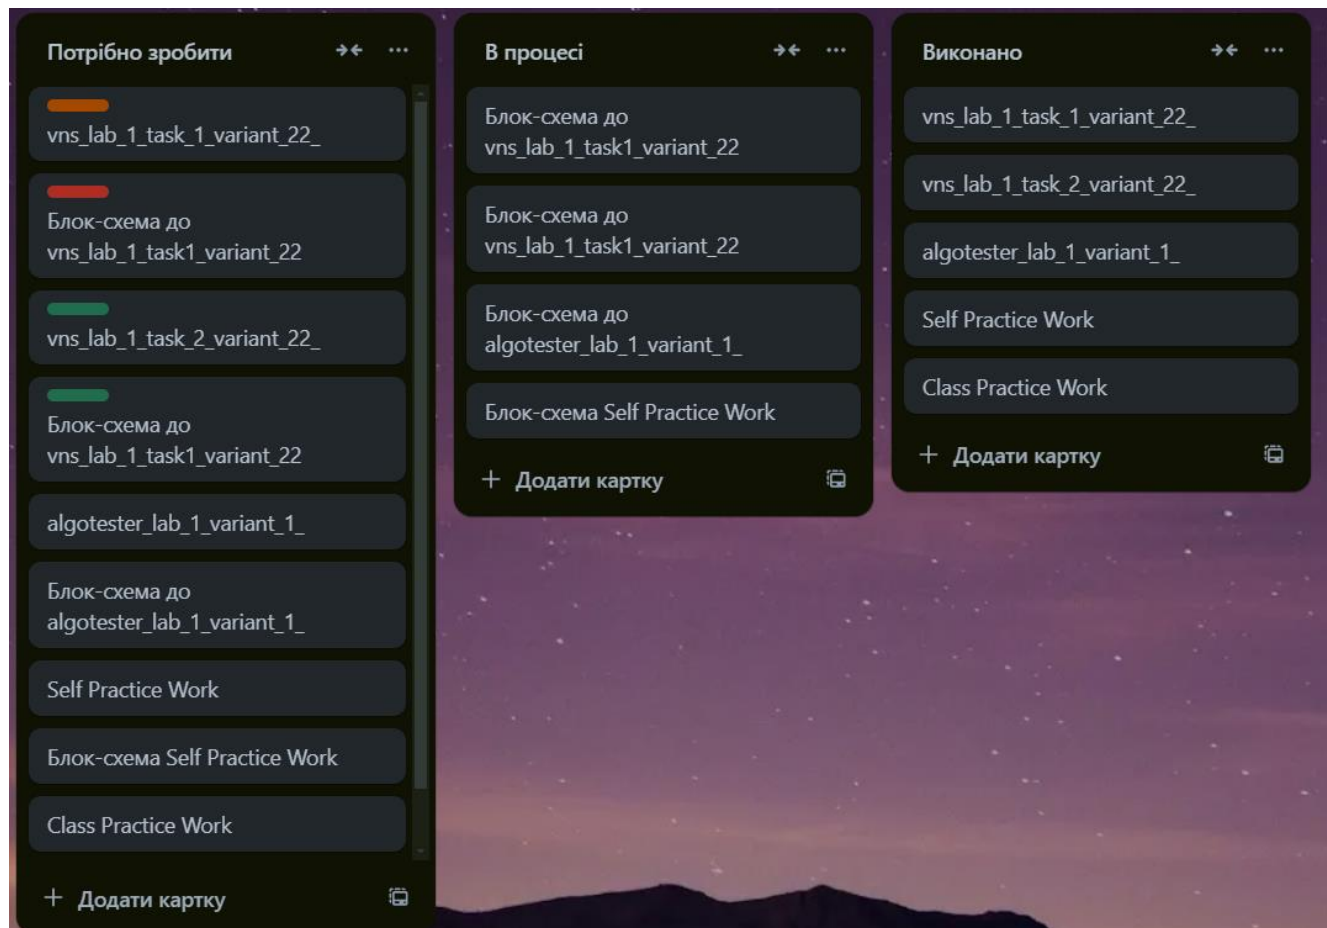 Потрібно зробити
vns_lab_1_task_1_variant_22_
Блок-схема до
vns_lab_1_task1_variant_22
vns_lab_1_task_2_variant_22_
Блок-схема до
vns_lab_1_task1_variant_22
algotester_lab_1_variant_1_
Блок-схема до
algotester_lab_1_variant_1_
Self Practice Work
Блок-схема Self Practice Work
Class Practice Work
+ Додати картку
В процесі
Блок-схема до
vns_lab_1_task1_variant_22
Блок-схема до
vns_lab_1_task1_variant_22
Блок-схема до
algotester_lab_1_variant_1_
Блок-схема Self Practice Work
+ Додати картку
Виконано
vns_lab_1_task_1_variant_22_
vns_lab_1_task_2_variant_22_
algotester_lab_1_variant_1_
Self Practice Work
Class Practice Work
+ Додати картку